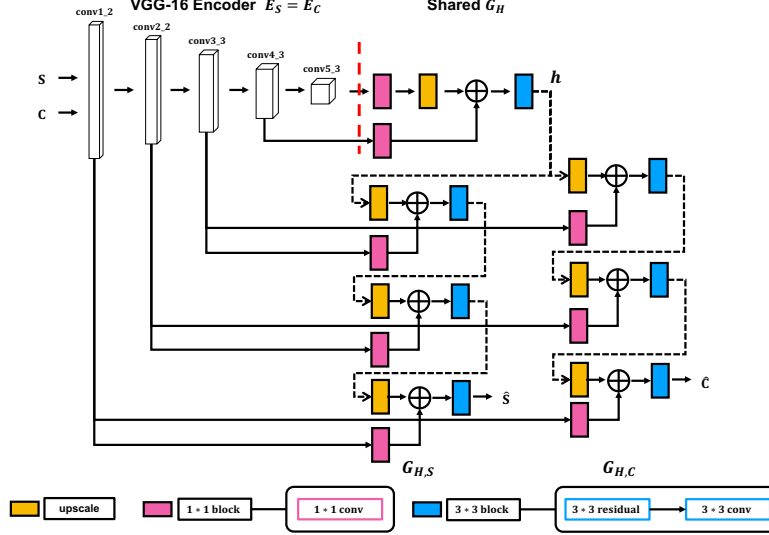 VGG-16 Encoder E_S = E_C
Shared G_H
conv1_2
conv2_2
conv3_3
conv4_3
conv5_3
S
C
h
Ŝ
Ĉ
G_{H,S}
G_{H,C}
upscale
1 * 1 block
1 * 1 conv
3 * 3 block
3 * 3 residual
3 * 3 conv